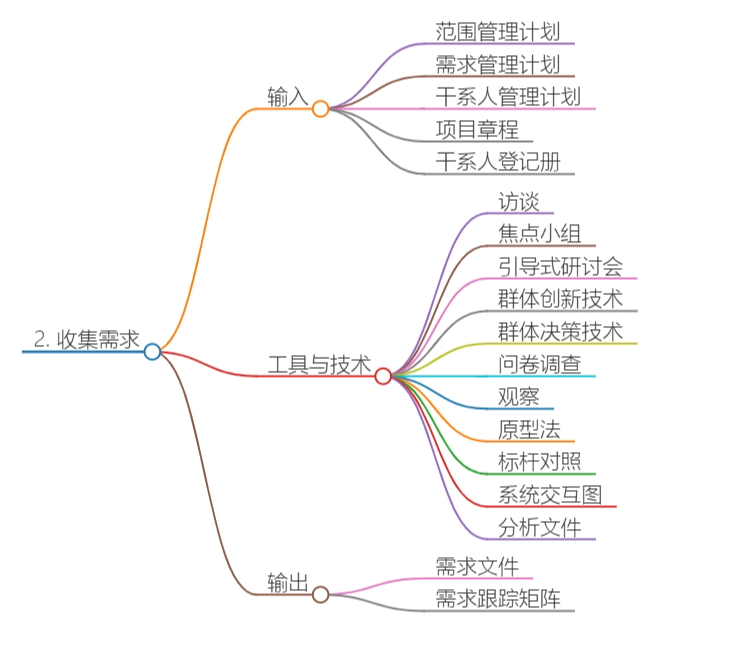 范围管理计划
需求管理计划
输入
干系人管理计划
项目章程
干系人登记册
访谈
焦点小组
引导式研讨会
群体创新技术
群体决策技术
2. 收集需求
工具与技术
问卷调查
观察
原型法
标杆对照
系统交互图
分析文件
需求文件
输出
需求跟踪矩阵